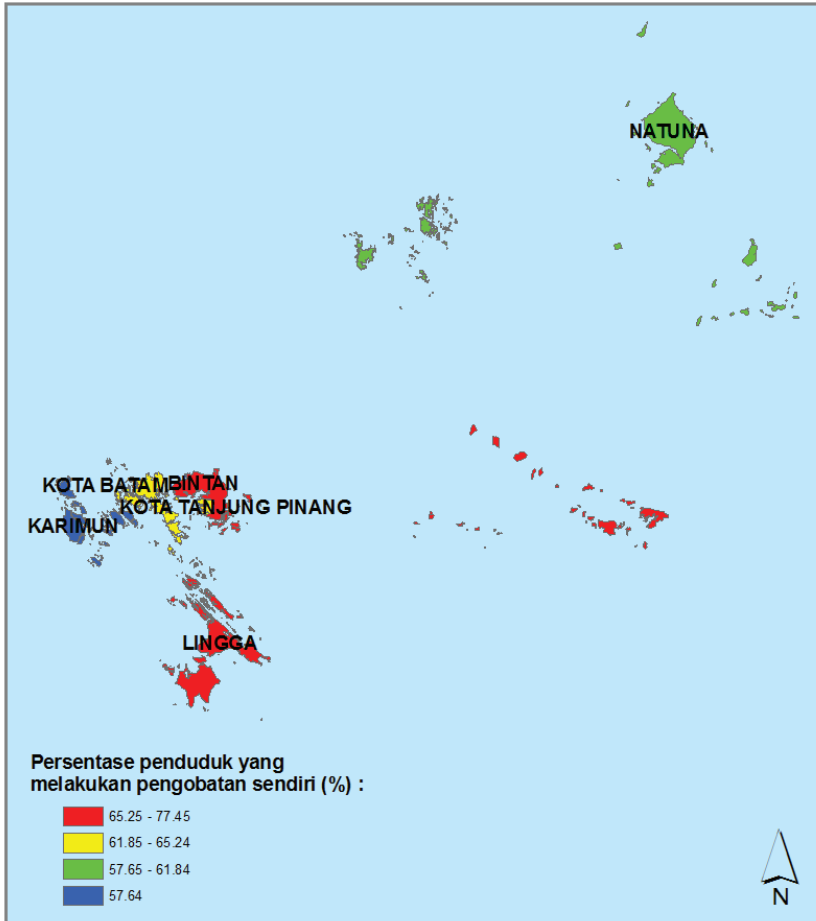 NATUNA
KOTA BATAM
BINTAN
KOTA TANJUNG PINANG
KARIMUN
LINGGA
Persentase penduduk yang
melakukan pengobatan sendiri (%) :
65.25 - 77.45
61.85 - 65.24
57.65 - 61.84
57.64
N